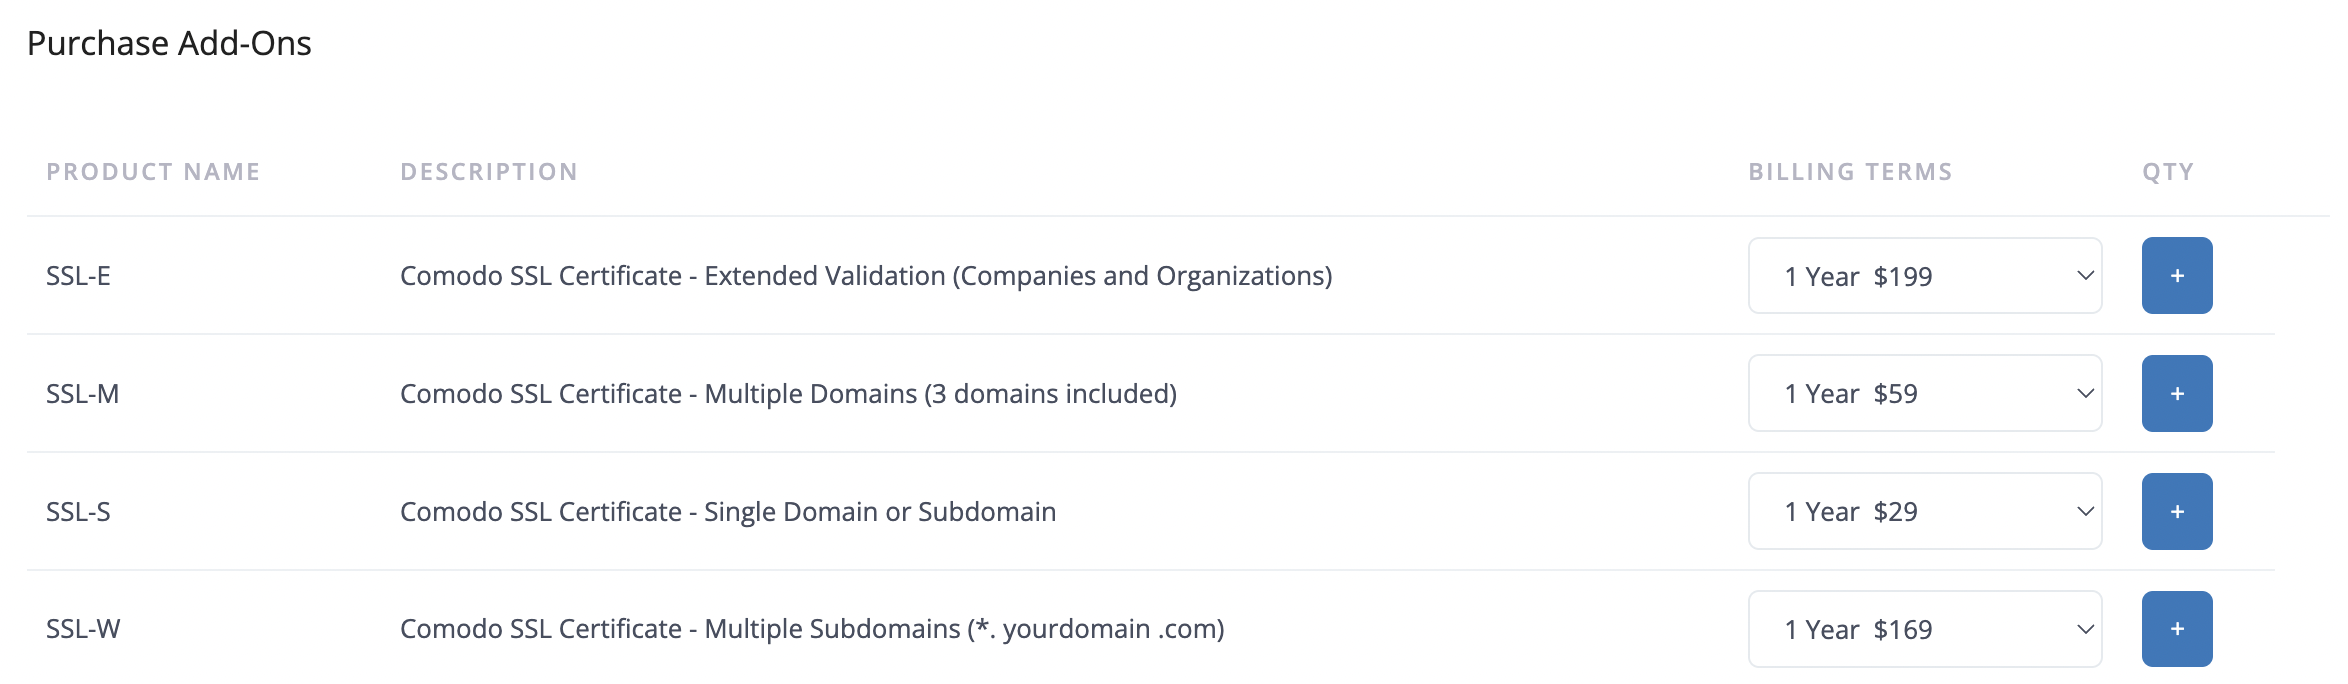 Purchase Add-Ons
PRODUCT NAME DESCRIPTION BILLING TERMS QTY
SSL-E Comodo SSL Certificate - Extended Validation (Companies and Organizations) 1 Year $199 +
SSL-M Comodo SSL Certificate - Multiple Domains (3 domains included) 1 Year $59 +
SSL-S Comodo SSL Certificate - Single Domain or Subdomain 1 Year $29 +
SSL-W Comodo SSL Certificate - Multiple Subdomains (*. yourdomain .com) 1 Year $169 +